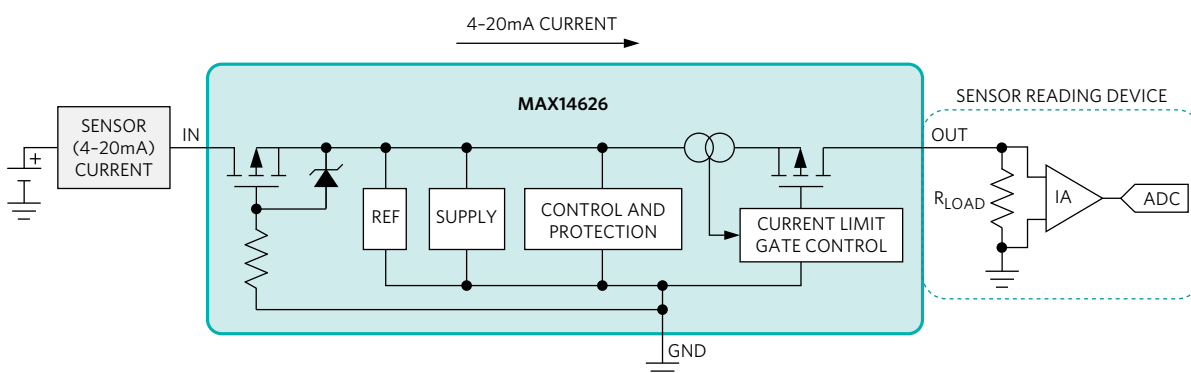 4–20mA CURRENT
MAX14626
SENSOR READING DEVICE
SENSOR
(4–20mA)
CURRENT
IN
OUT
+
REF
SUPPLY
CONTROL AND
PROTECTION
CURRENT LIMIT
GATE CONTROL
RLOAD
IA
ADC
GND